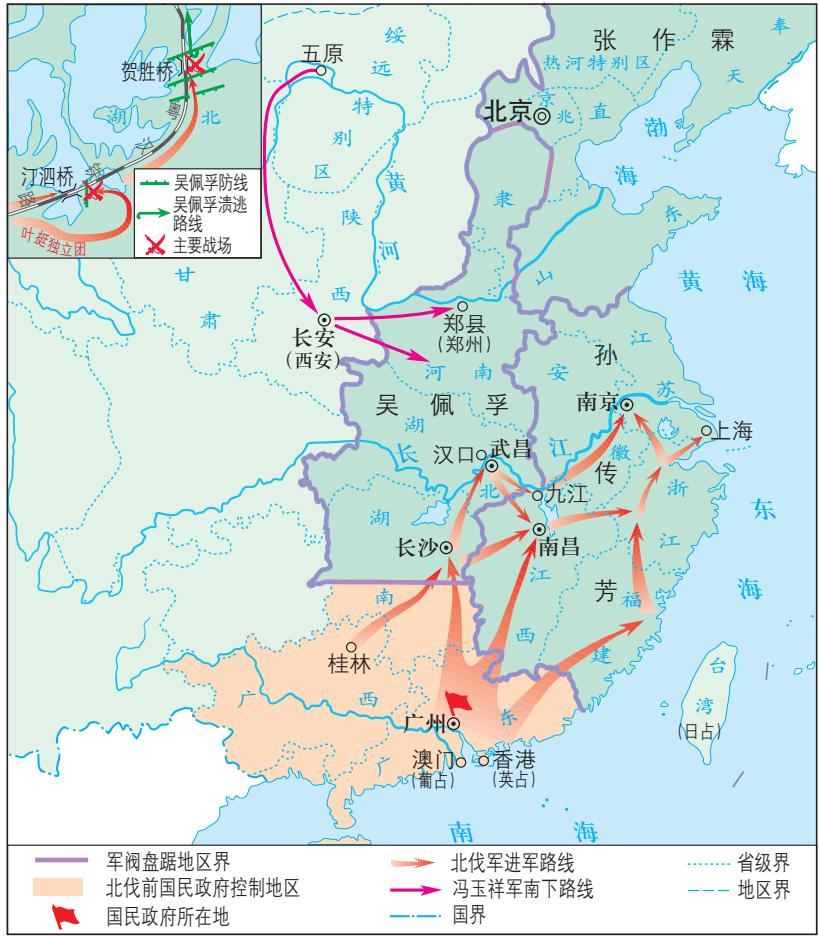 贺胜桥
湖 北
粤 汉 铁 路
汀泗桥
叶挺独立团
吴佩孚防线
吴佩孚溃逃
路线
主要战场
五原
绥远特别区
张作霖
热河特别区
奉天
北京
京兆
直隶
渤海
山东
黄海
黄河
陕西
甘肃
长安
(西安)
郑县
(郑州)
河南
吴佩孚
湖北
长江
汉口
武昌
安徽
江苏
孙传芳
南京
上海
九江
南昌
浙江
东海
湖南
长沙
江西
福建
桂林
广西
广东
广州
澳门
(葡占)
香港
(英占)
台湾
(日占)
南海
军阀盘踞地区界
北伐前国民政府控制地区
国民政府所在地
北伐军进军路线
冯玉祥军南下路线
国界
省级界
地区界